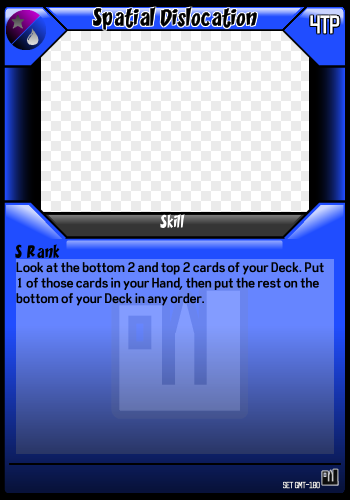 Spatial Dislocation
4TP
Skill
S Rank
Look at the bottom 2 and top 2 cards of your Deck. Put
1 of those cards in your Hand, then put the rest on the
bottom of your Deck in any order.
SET GMT-180